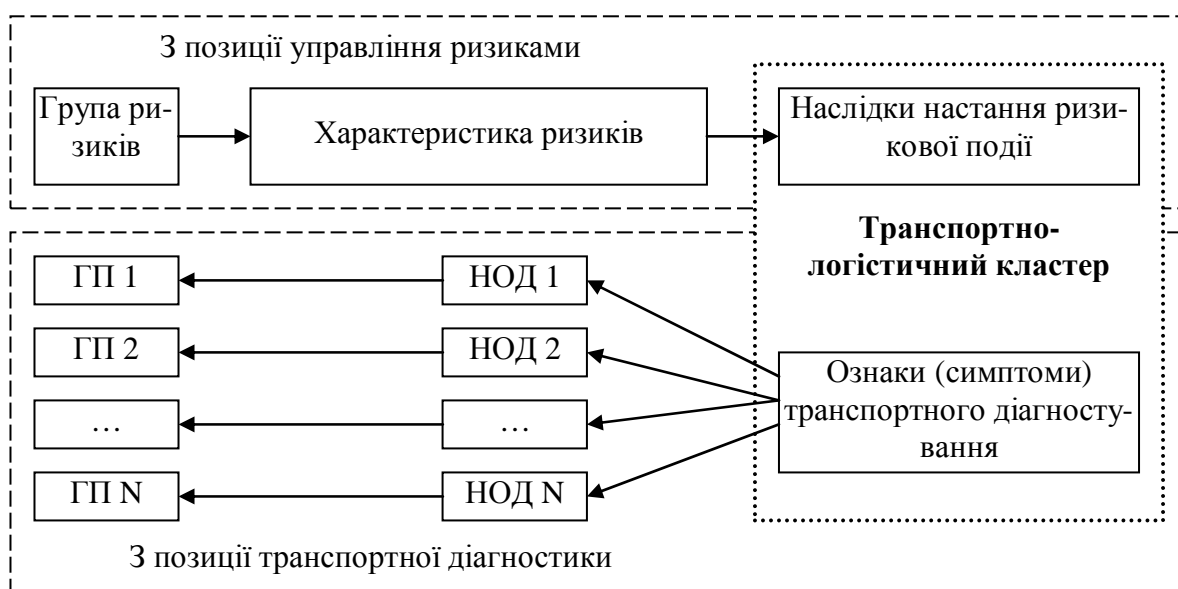 З позиції управління ризиками
Група ри-
зиків
Характеристика ризиків
Наслідки настання ризи-
кової події
Транспортно-
логістичний кластер
ГП 1
НОД 1
ГП 2
НОД 2
…
…
ГП N
НОД N
Ознаки (симптоми)
транспортного діагносту-
вання
З позиції транспортної діагностики